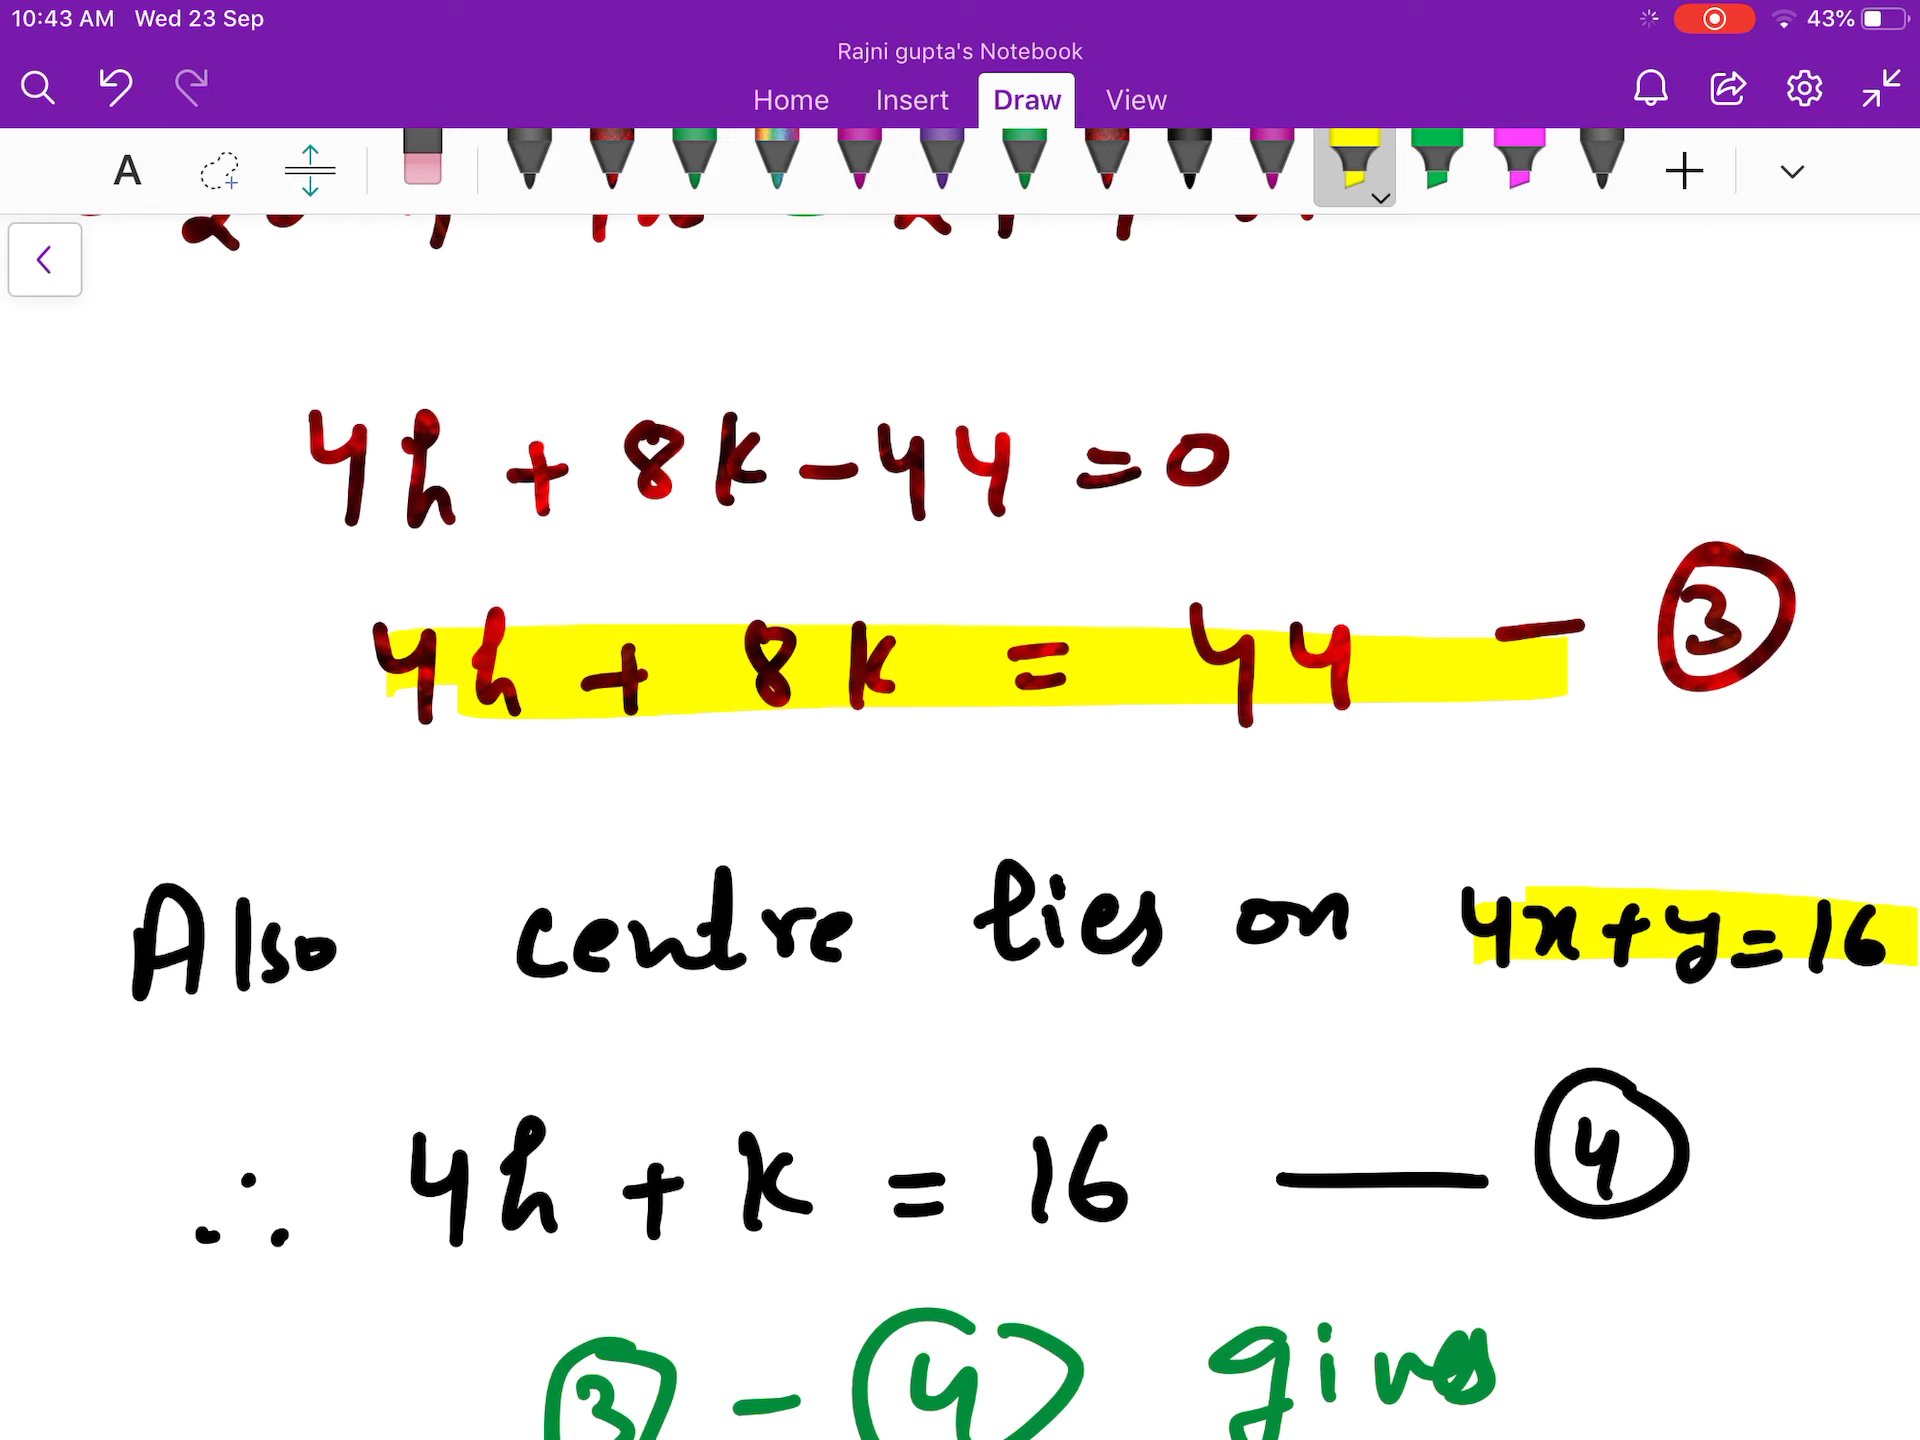 10:43 AM Wed 23 Sep 43%
Rajni gupta's Notebook
Home Insert Draw View
A
4h + 8k - 44 = 0
4h + 8k = 44 — 3
Also centre lies on 4x+y=16
∴ 4h + k = 16 — 4
3 - 4 gives